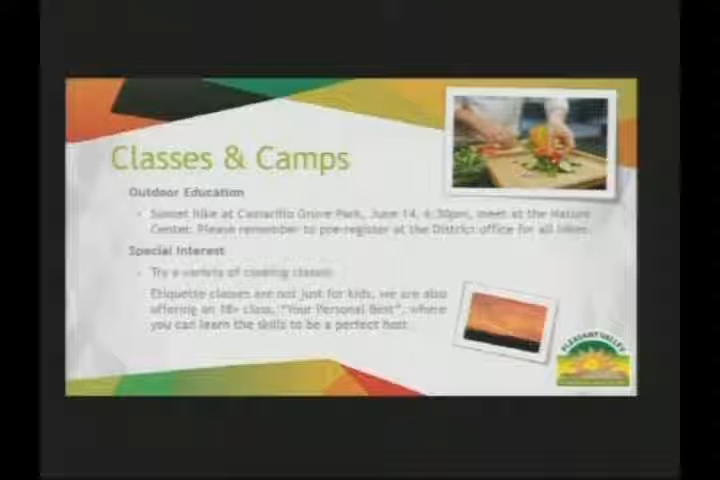 Classes & Camps
Outdoor Education
Sunset hike at Camarillo Grove Park, June 14, 6:30pm, meet at the Nature
Center. Please remember to pre-register at the District office for all hikes.
Special Interest
Try a variety of cooking classes
Etiquette classes are not just for kids, we are also
offering an 18+ class, "Your Personal Best", where
you can learn the skills to be a perfect host
PLEASANT VALLEY